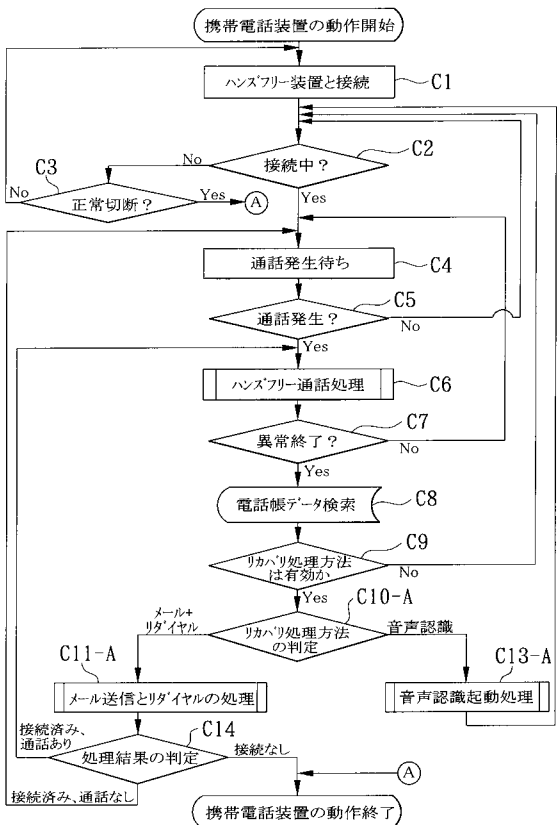 携帯電話装置の動作開始
ハンズフリー装置と接続
C1
接続中？
C2
No
Yes
C3
正常切断？
No
Yes
A
通話発生待ち
C4
通話発生？
C5
No
Yes
ハンズフリー通話処理
C6
異常終了？
C7
No
Yes
電話帳データ検索
C8
リカバリ処理方法
は有効か
C9
No
Yes
C10-A
リカバリ処理方法
の判定
メール+
リダイヤル
音声認識
C11-A
メール送信とリダイヤルの処理
C13-A
音声認識起動処理
C14
処理結果の判定
接続済み、
通話あり
接続なし
接続済み、通話なし
A
携帯電話装置の動作終了